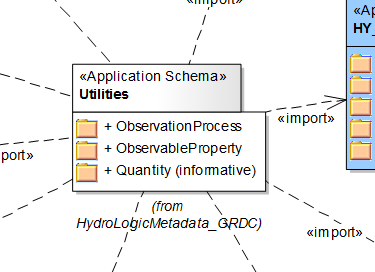 «import»
«Ap
HY_
«Application Schema»
Utilities
+ ObservationProcess
+ ObservableProperty
+ Quantity (informative)
«import»
port»
(from
HydroLogicMetadata_GRDC)
«import»